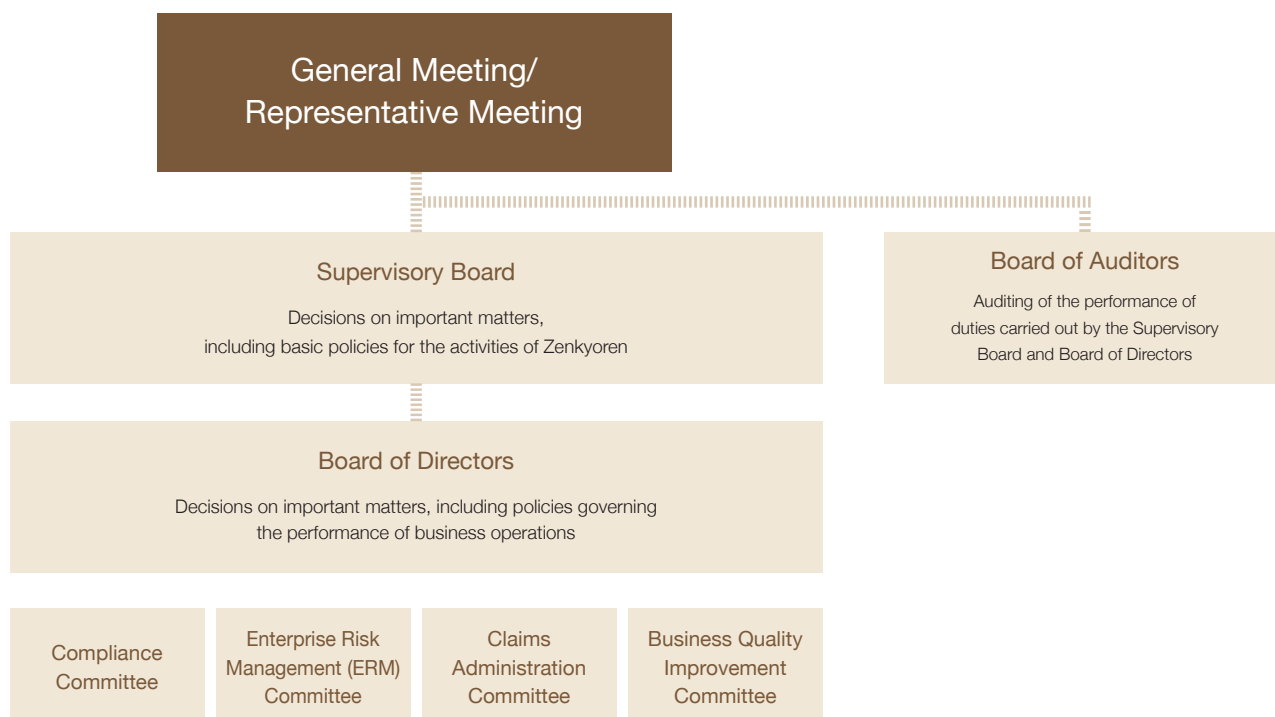 General Meeting/
Representative Meeting
Supervisory Board
Decisions on important matters,
including basic policies for the activities of Zenkyoren
Board of Auditors
Auditing of the performance of
duties carried out by the Supervisory
Board and Board of Directors
Board of Directors
Decisions on important matters, including policies governing
the performance of business operations
Compliance
Committee
Enterprise Risk
Management (ERM)
Committee
Claims
Administration
Committee
Business Quality
Improvement
Committee